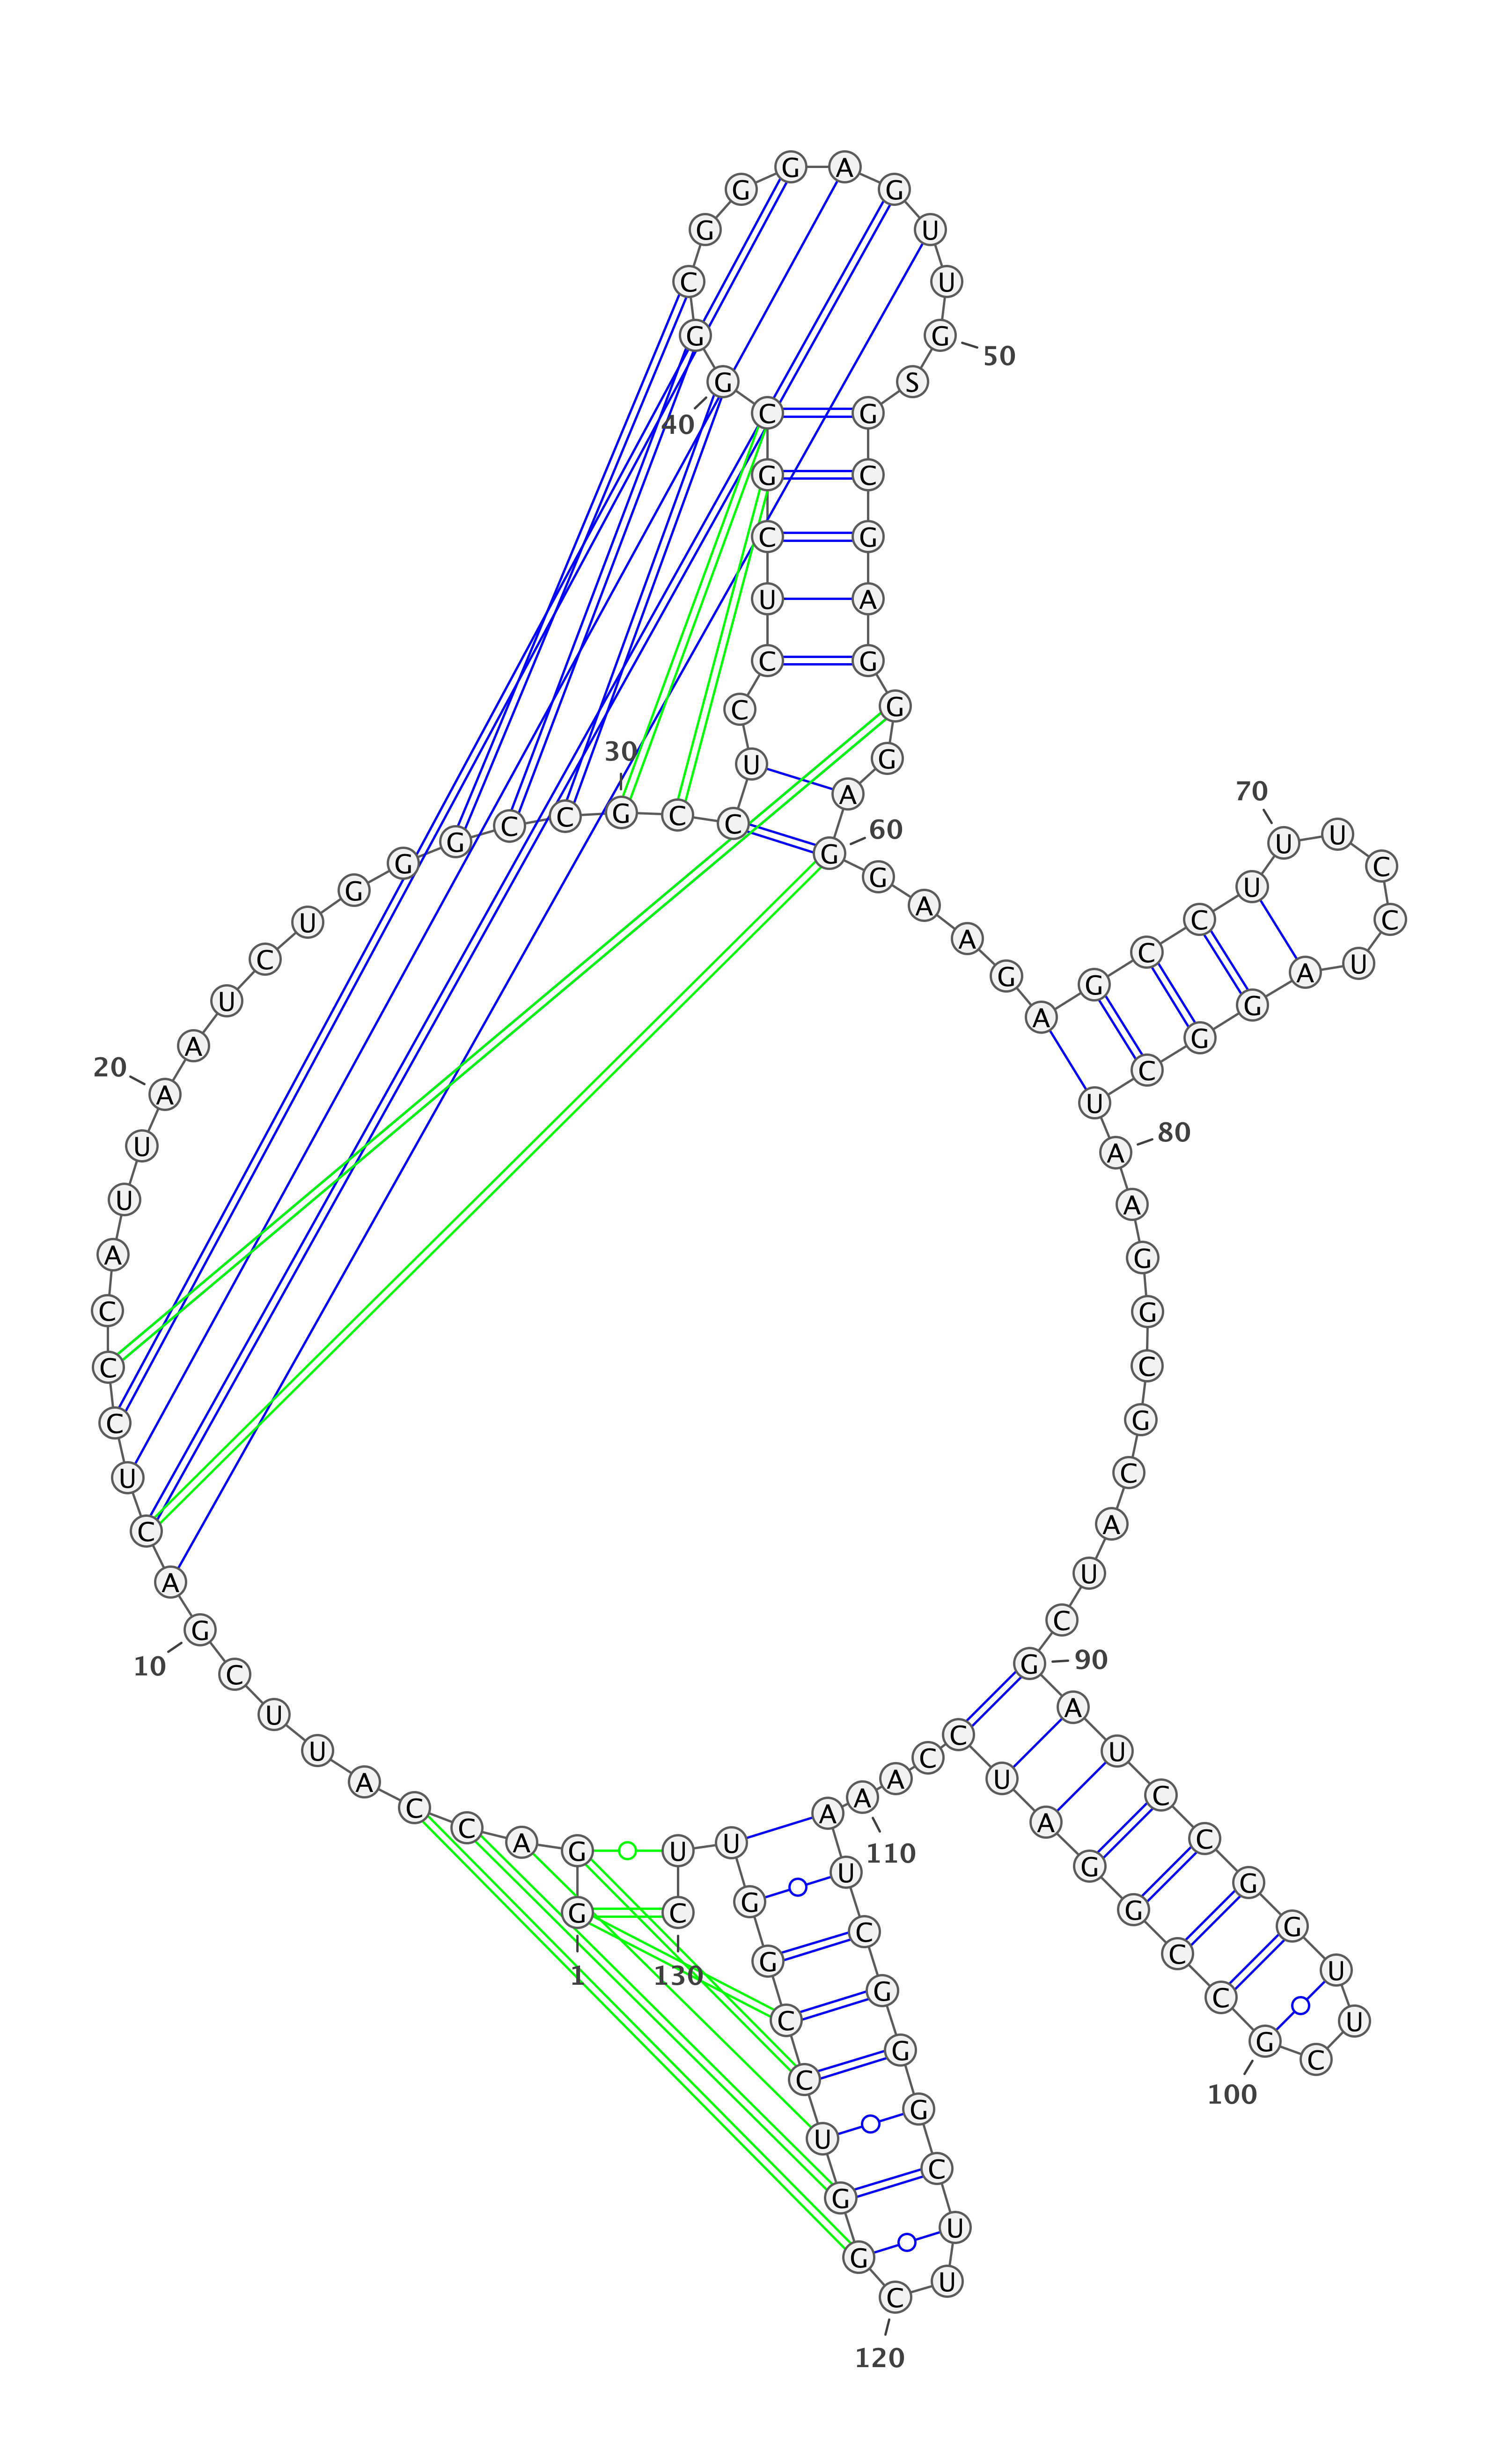 G A
G G
G U
C U
G G 50
40 G S
C G
G C
C G
U A
C G
C G
30 U G
A 70
G G C C G C C G 60 U U
G G U C
U C C
C C A U
U G G A G
A C G
20 A U
U A 80
U A
A G
C G
C C
C G
U C
C A
A U
G C
10 C G 90
U C A
U C U
A A C U C
C A A
C A 110 A C
A G U U U G
G C G G G
1 130 G C C U
C G C U
C G G C
U G 100
G C
G U
C U
120